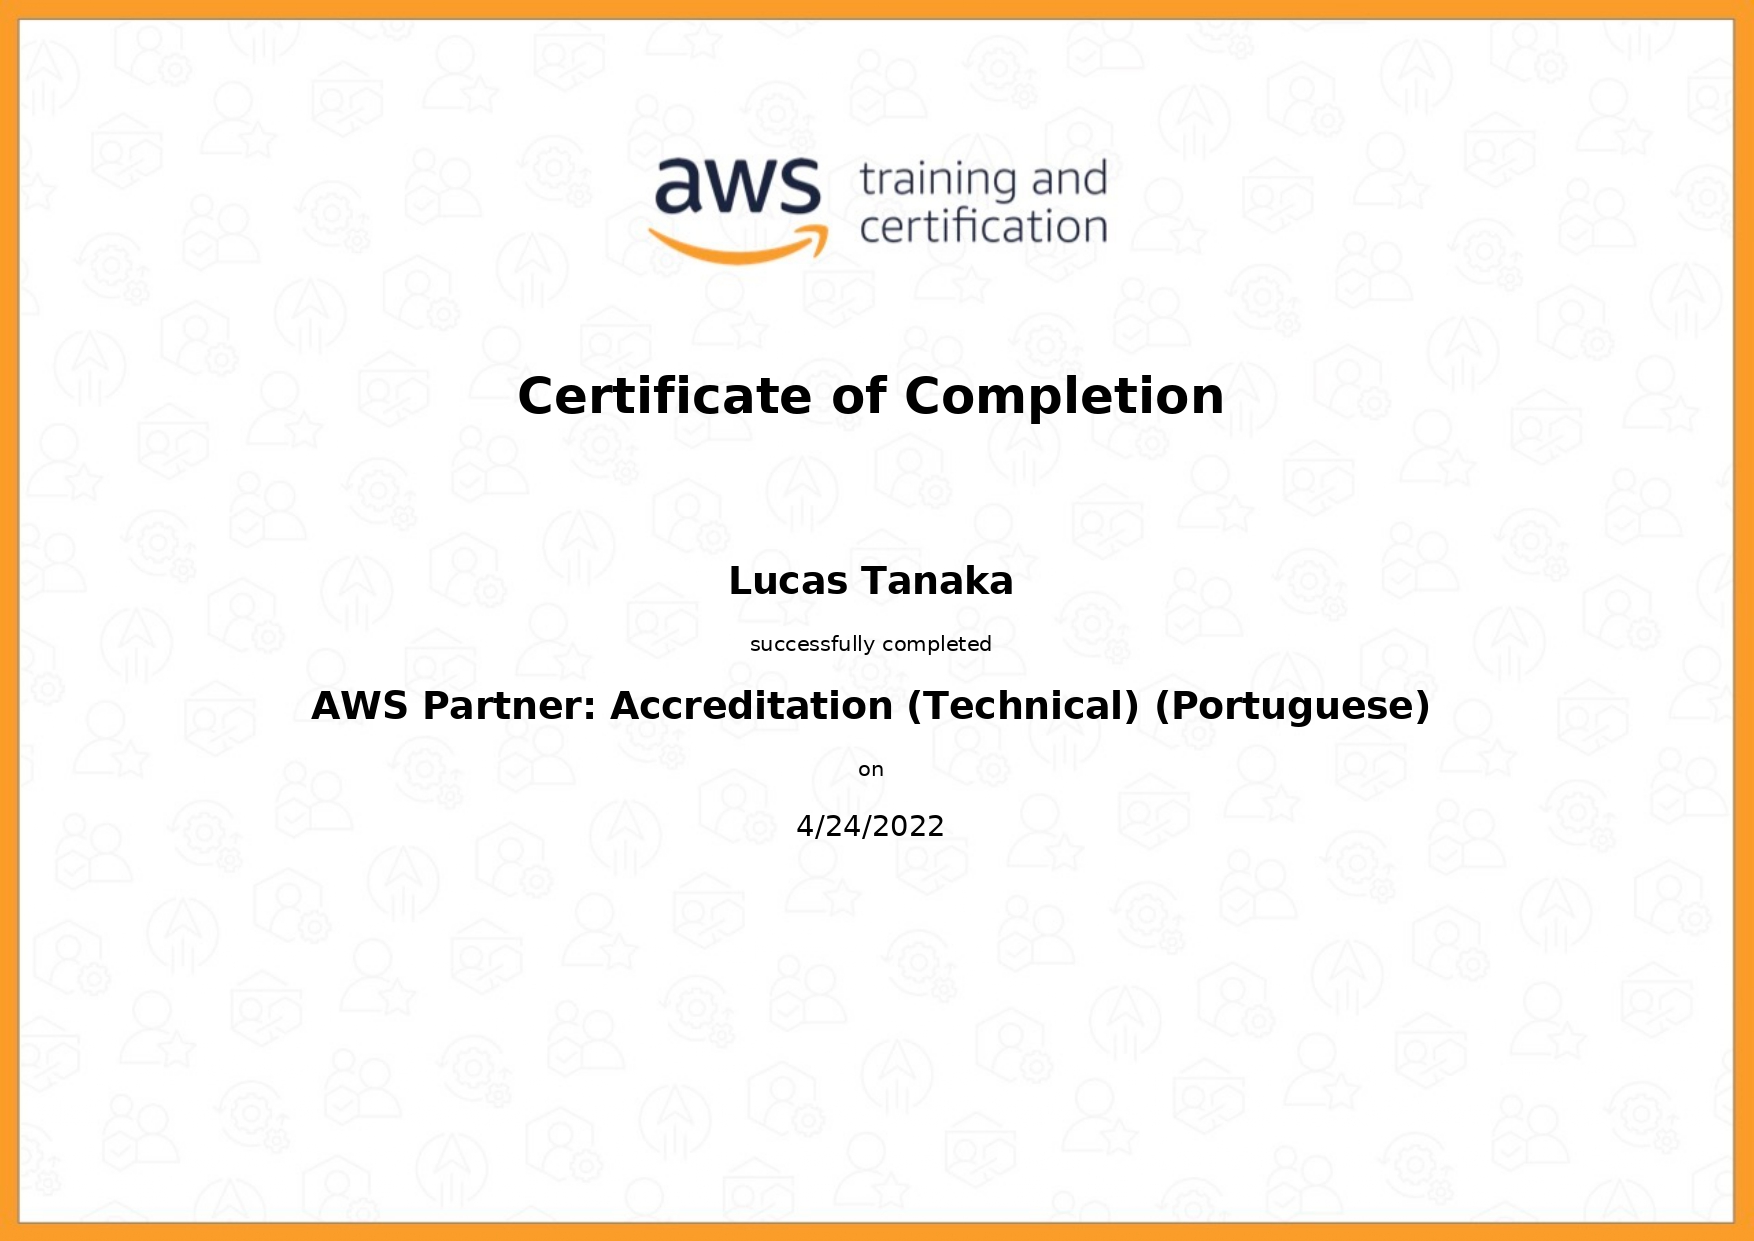 aws training and
certification
Certificate of Completion
Lucas Tanaka
successfully completed
AWS Partner: Accreditation (Technical) (Portuguese)
on
4/24/2022